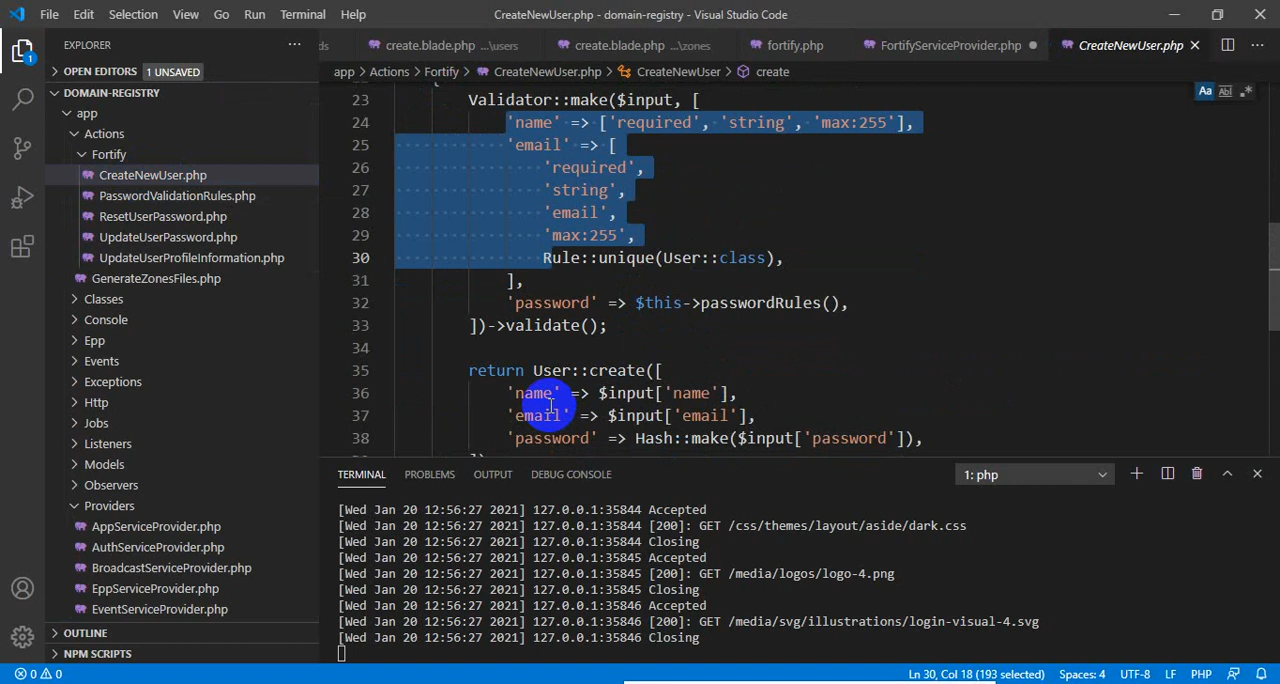 File Edit Selection View Go Run Terminal Help CreateNewUser.php - domain-registry - Visual Studio Code
EXPLORER
create.blade.php ...\users
create.blade.php ...\zones
fortify.php
FortifyServiceProvider.php
CreateNewUser.php
OPEN EDITORS 1 UNSAVED
app > Actions > Fortify > CreateNewUser.php > CreateNewUser > create
DOMAIN-REGISTRY
app
Actions
Fortify
CreateNewUser.php
PasswordValidationRules.php
ResetUserPassword.php
UpdateUserPassword.php
UpdateUserProfileInformation.php
GenerateZonesFiles.php
Classes
Console
Epp
Events
Exceptions
Http
Jobs
Listeners
Models
Observers
Providers
AppServiceProvider.php
AuthServiceProvider.php
BroadcastServiceProvider.php
EppServiceProvider.php
EventServiceProvider.php
OUTLINE
NPM SCRIPTS
23 Validator::make($input, [
24 'name' => ['required', 'string', 'max:255'],
25 'email' => [
26 'required',
27 'string',
28 'email',
29 'max:255',
30 Rule::unique(User::class),
31 ],
32 'password' => $this->passwordRules(),
33 ])->validate();
34
35 return User::create([
36 'name' => $input['name'],
37 'email' => $input['email'],
38 'password' => Hash::make($input['password']),
TERMINAL PROBLEMS OUTPUT DEBUG CONSOLE 1: php
[Wed Jan 20 12:56:27 2021] 127.0.0.1:35844 Accepted
[Wed Jan 20 12:56:27 2021] 127.0.0.1:35844 [200]: GET /css/themes/layout/aside/dark.css
[Wed Jan 20 12:56:27 2021] 127.0.0.1:35844 Closing
[Wed Jan 20 12:56:27 2021] 127.0.0.1:35845 Accepted
[Wed Jan 20 12:56:27 2021] 127.0.0.1:35845 [200]: GET /media/logos/logo-4.png
[Wed Jan 20 12:56:27 2021] 127.0.0.1:35845 Closing
[Wed Jan 20 12:56:27 2021] 127.0.0.1:35846 Accepted
[Wed Jan 20 12:56:27 2021] 127.0.0.1:35846 [200]: GET /media/svg/illustrations/login-visual-4.svg
[Wed Jan 20 12:56:27 2021] 127.0.0.1:35846 Closing
0 0 Ln 30, Col 18 (193 selected) Spaces: 4 UTF-8 LF PHP